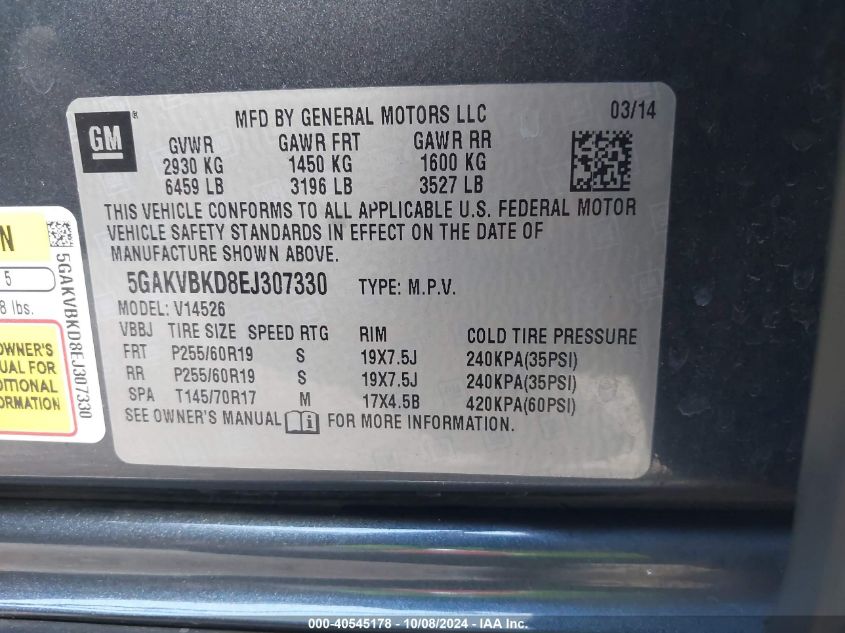 MFD BY GENERAL MOTORS LLC 03/14
GM ®
GVWR GAWR FRT GAWR RR
2930 KG 1450 KG 1600 KG
6459 LB 3196 LB 3527 LB
THIS VEHICLE CONFORMS TO ALL APPLICABLE U.S. FEDERAL MOTOR
VEHICLE SAFETY STANDARDS IN EFFECT ON THE DATE OF
MANUFACTURE SHOWN ABOVE.
5GAKVBKD8EJ307330 TYPE: M.P.V.
MODEL: V14526
VBBJ TIRE SIZE SPEED RTG RIM COLD TIRE PRESSURE
FRT P255/60R19 S 19X7.5J 240KPA(35PSI)
RR P255/60R19 S 19X7.5J 240KPA(35PSI)
SPA T145/70R17 M 17X4.5B 420KPA(60PSI)
SEE OWNER'S MANUAL FOR MORE INFORMATION.
N
5
8 lbs.
OWNER'S
UAL FOR
DITIONAL
ORMATION
5GAKVBKD8EJ307330
000-40545178 - 10/08/2024 - IAA Inc.